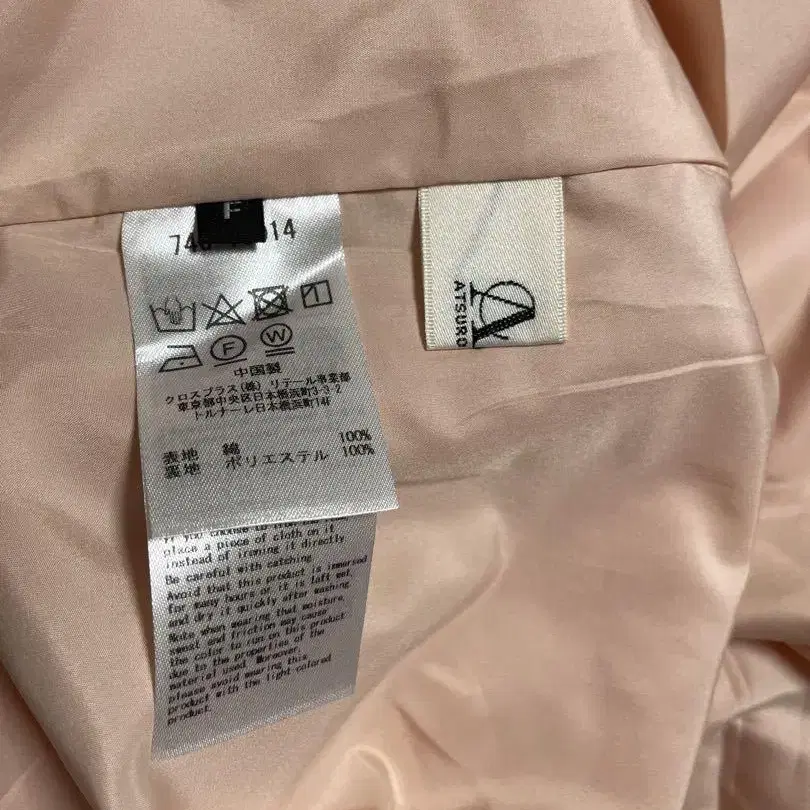 F
014
F
W
中国製
クロスプラス(株) リテール事業部
東京都中央区日本橋浜町3-3-2
トルナーレ日本橋浜町14F
表地 綿 100%
裏地 ポリエステル 100%
place a piece of cloth on it
instead of ironing it directly
Be careful with catching
Avoid that this product is immersed
for many hours or it is left wet,
and dry it quickly after washing
Note when wearing that moisture,
sweat and friction may cause
the color to run on this product
due to the properties of the
material used. Moreover,
please avoid wearing this
product with the light-colored
product.
ATSURO